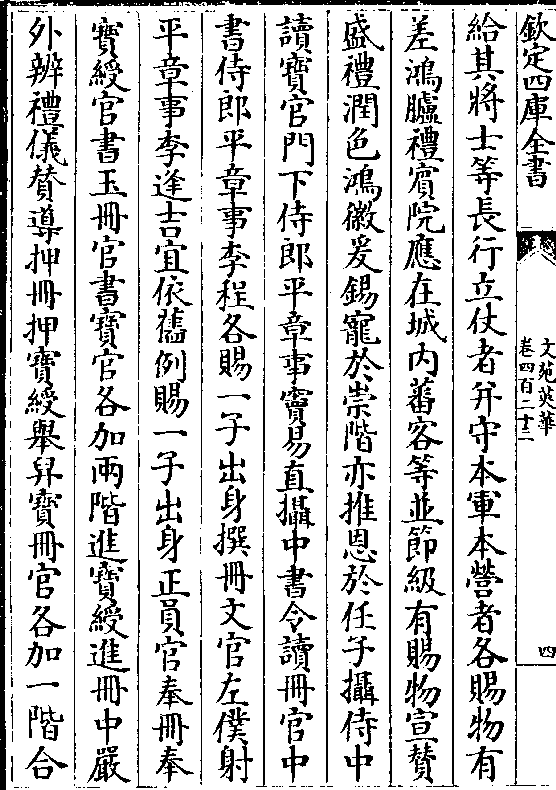 欽定四庫全書
文苑英華
卷四百二十二
四
給其將士等長行立仗者并守本軍本營者各賜物有
差鴻臚禮賓院應在城內蕃客等並節級有賜物宣贊
盛禮潤色鴻徽爰錫寵於崇階亦推恩於任子攝侍中
讀寶官門下侍郎平章事竇易直攝中書令讀冊官中
書侍郎平章事李程各賜一子出身撰冊文官左僕射
平章事李逢吉宜依舊例賜一子出身正員官奉冊奉
寶綬官書玉冊官書寶官各加兩階進寶綬進冊中嚴
外辨禮儀贊導押冊押寶綬舉舁寶冊官各加一階合